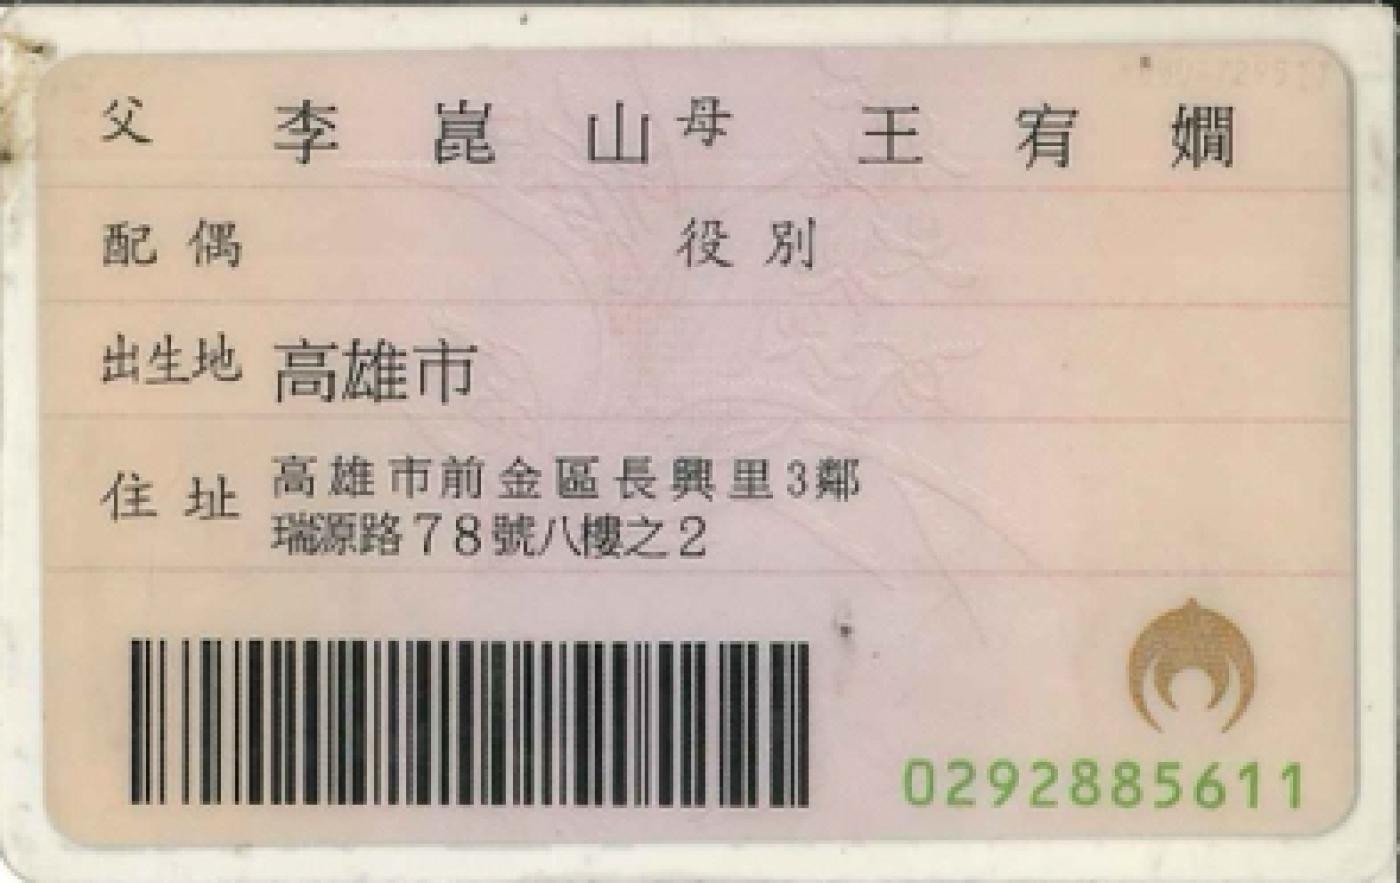 父 李崑山 母 王宥嫺
配偶 役別
出生地 高雄市
住址 高雄市前金區長興里3鄰
瑞源路78號八樓之2
0292885611